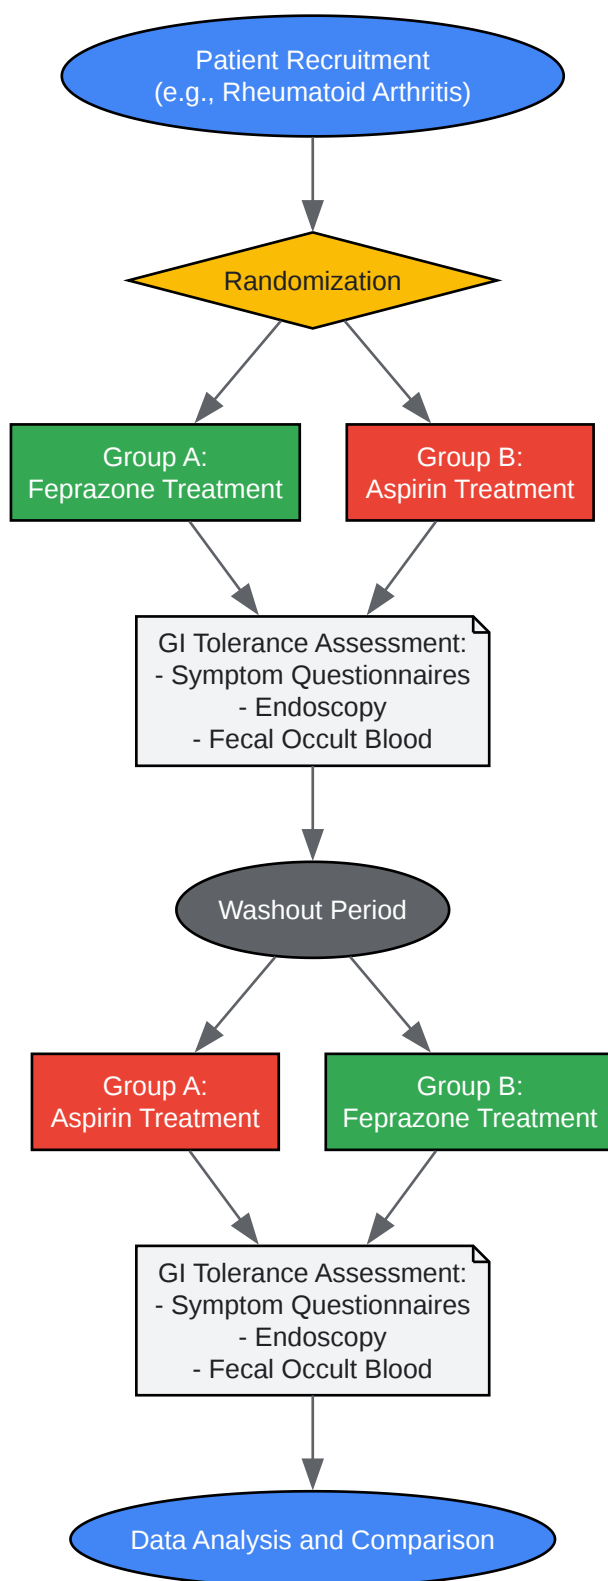 Patient Recruitment
(e.g., Rheumatoid Arthritis)
Randomization
Group A:
Feprazone Treatment
Group B:
Aspirin Treatment
GI Tolerance Assessment:
- Symptom Questionnaires
- Endoscopy
- Fecal Occult Blood
Washout Period
Group A:
Aspirin Treatment
Group B:
Feprazone Treatment
GI Tolerance Assessment:
- Symptom Questionnaires
- Endoscopy
- Fecal Occult Blood
Data Analysis and Comparison